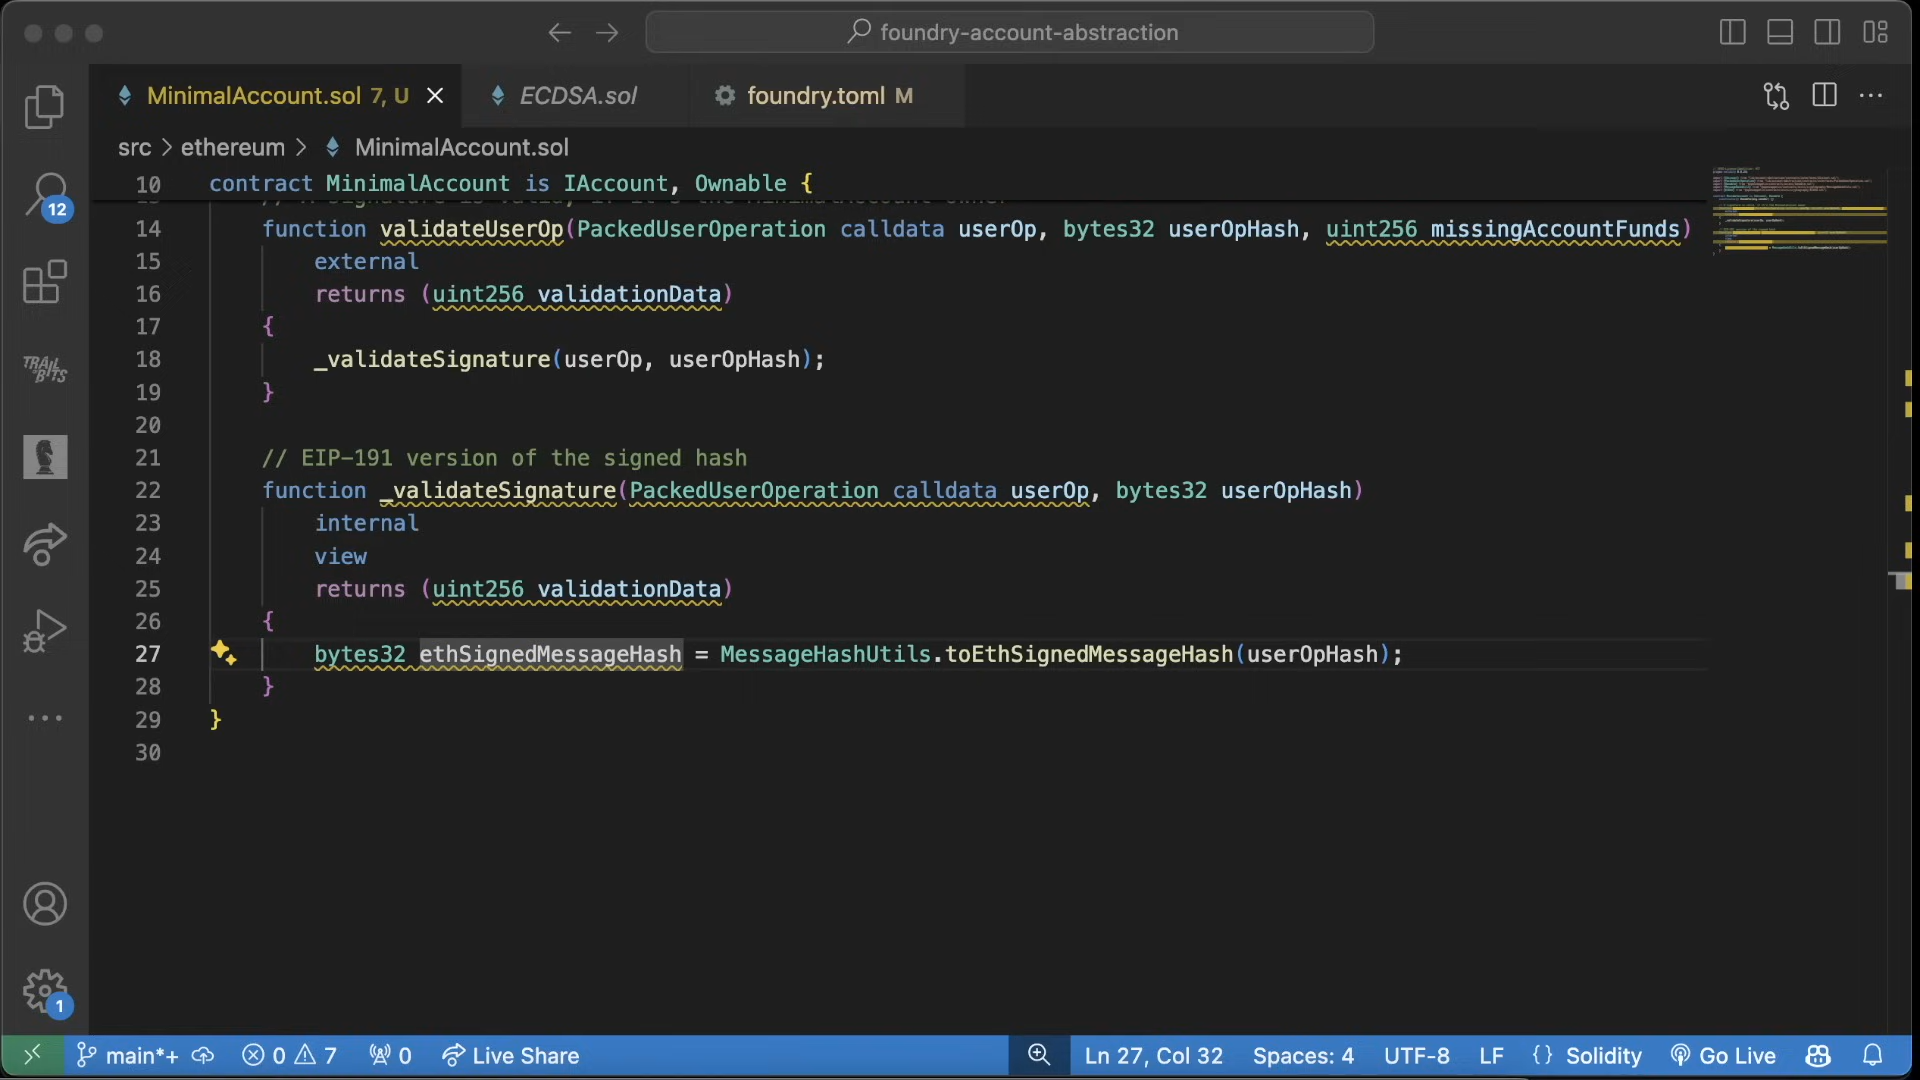 foundry-account-abstraction
MinimalAccount.sol 7, U
ECDSA.sol
foundry.toml M
src > ethereum > MinimalAccount.sol
10 contract MinimalAccount is IAccount, Ownable {
14 function validateUserOp(PackedUserOperation calldata userOp, bytes32 userOpHash, uint256 missingAccountFunds)
15 external
16 returns (uint256 validationData)
17 {
18 _validateSignature(userOp, userOpHash);
19 }
20
21 // EIP-191 version of the signed hash
22 function _validateSignature(PackedUserOperation calldata userOp, bytes32 userOpHash)
23 internal
24 view
25 returns (uint256 validationData)
26 {
27 bytes32 ethSignedMessageHash = MessageHashUtils.toEthSignedMessageHash(userOpHash);
28 }
29 }
30
12
TRAIL OF BITS
1
main*+ 0 7 0 Live Share Ln 27, Col 32 Spaces: 4 UTF-8 LF {} Solidity Go Live